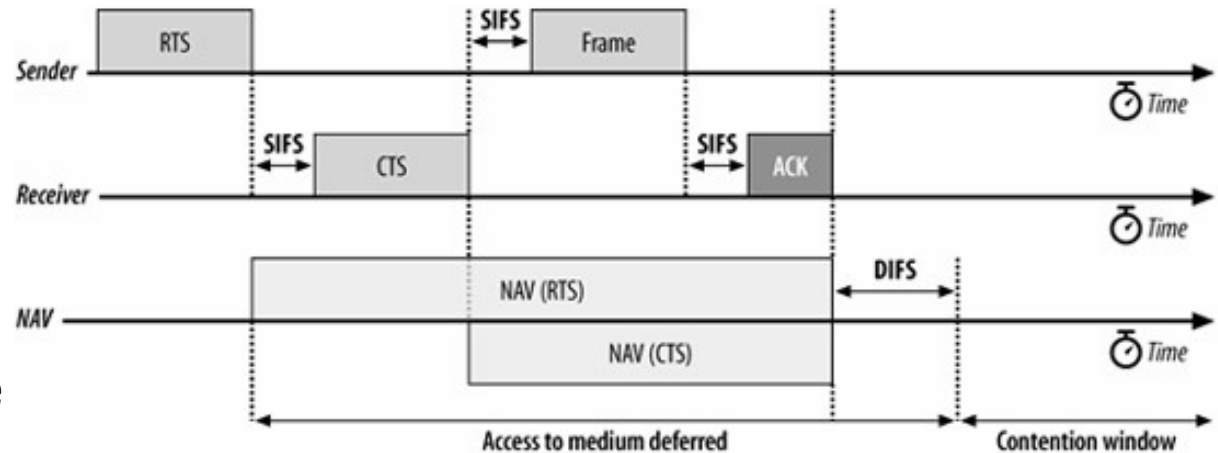 SIFS
RTS
Frame
Sender
Time
SIFS
SIFS
CTS
ACK
Receiver
Time
DIFS
NAV (RTS)
NAV
NAV (CTS)
Time
e
Access to medium deferred
Contention window